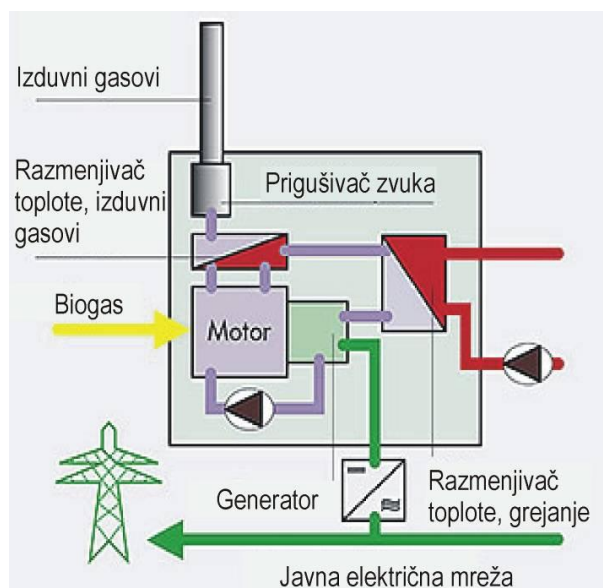 Izduvni gasovi
Razmenjivač
toplote, izduvni
gasovi
Prigušivač zvuka
Biogas
Motor
Generator
Razmenjivač
toplote, grejanje
Javna električna mreža